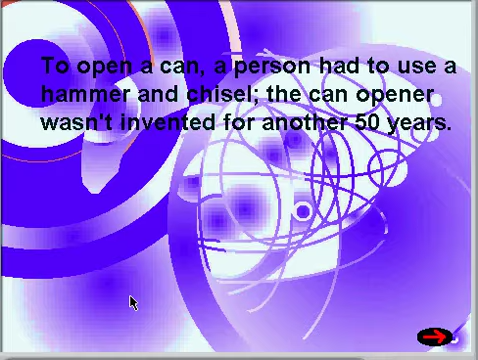 To open a can, a person had to use a
hammer and chisel; the can opener
wasn't invented for another 50 years.